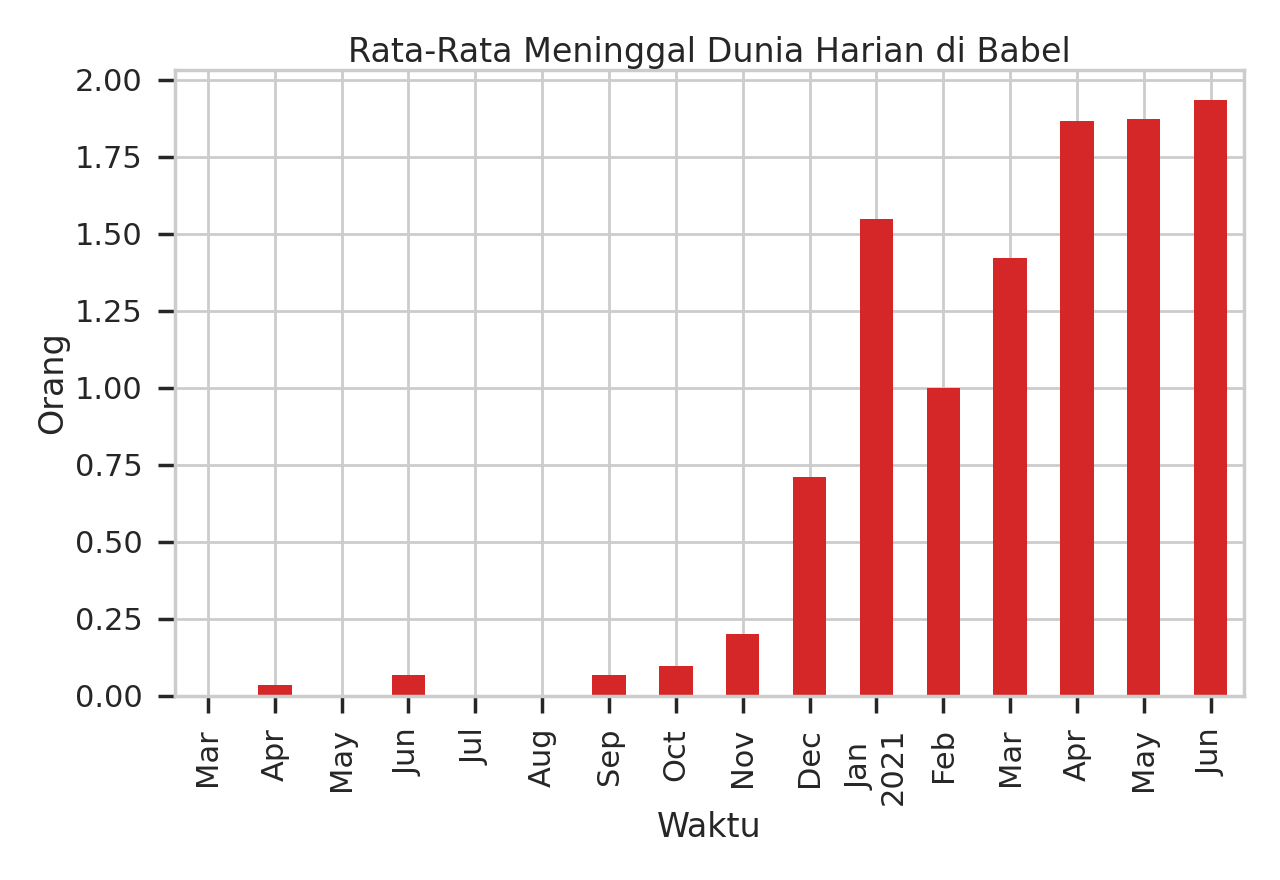 Rata-Rata Meninggal Dunia Harian di Babel
2.00
1.75
1.50
1.25
1.00
0.75
0.50
0.25
0.00
Orang
Mar
Apr
May
Jun
Jul
Aug
Sep
Oct
Nov
Dec
Jan
2021
Feb
Mar
Apr
May
Jun
Waktu